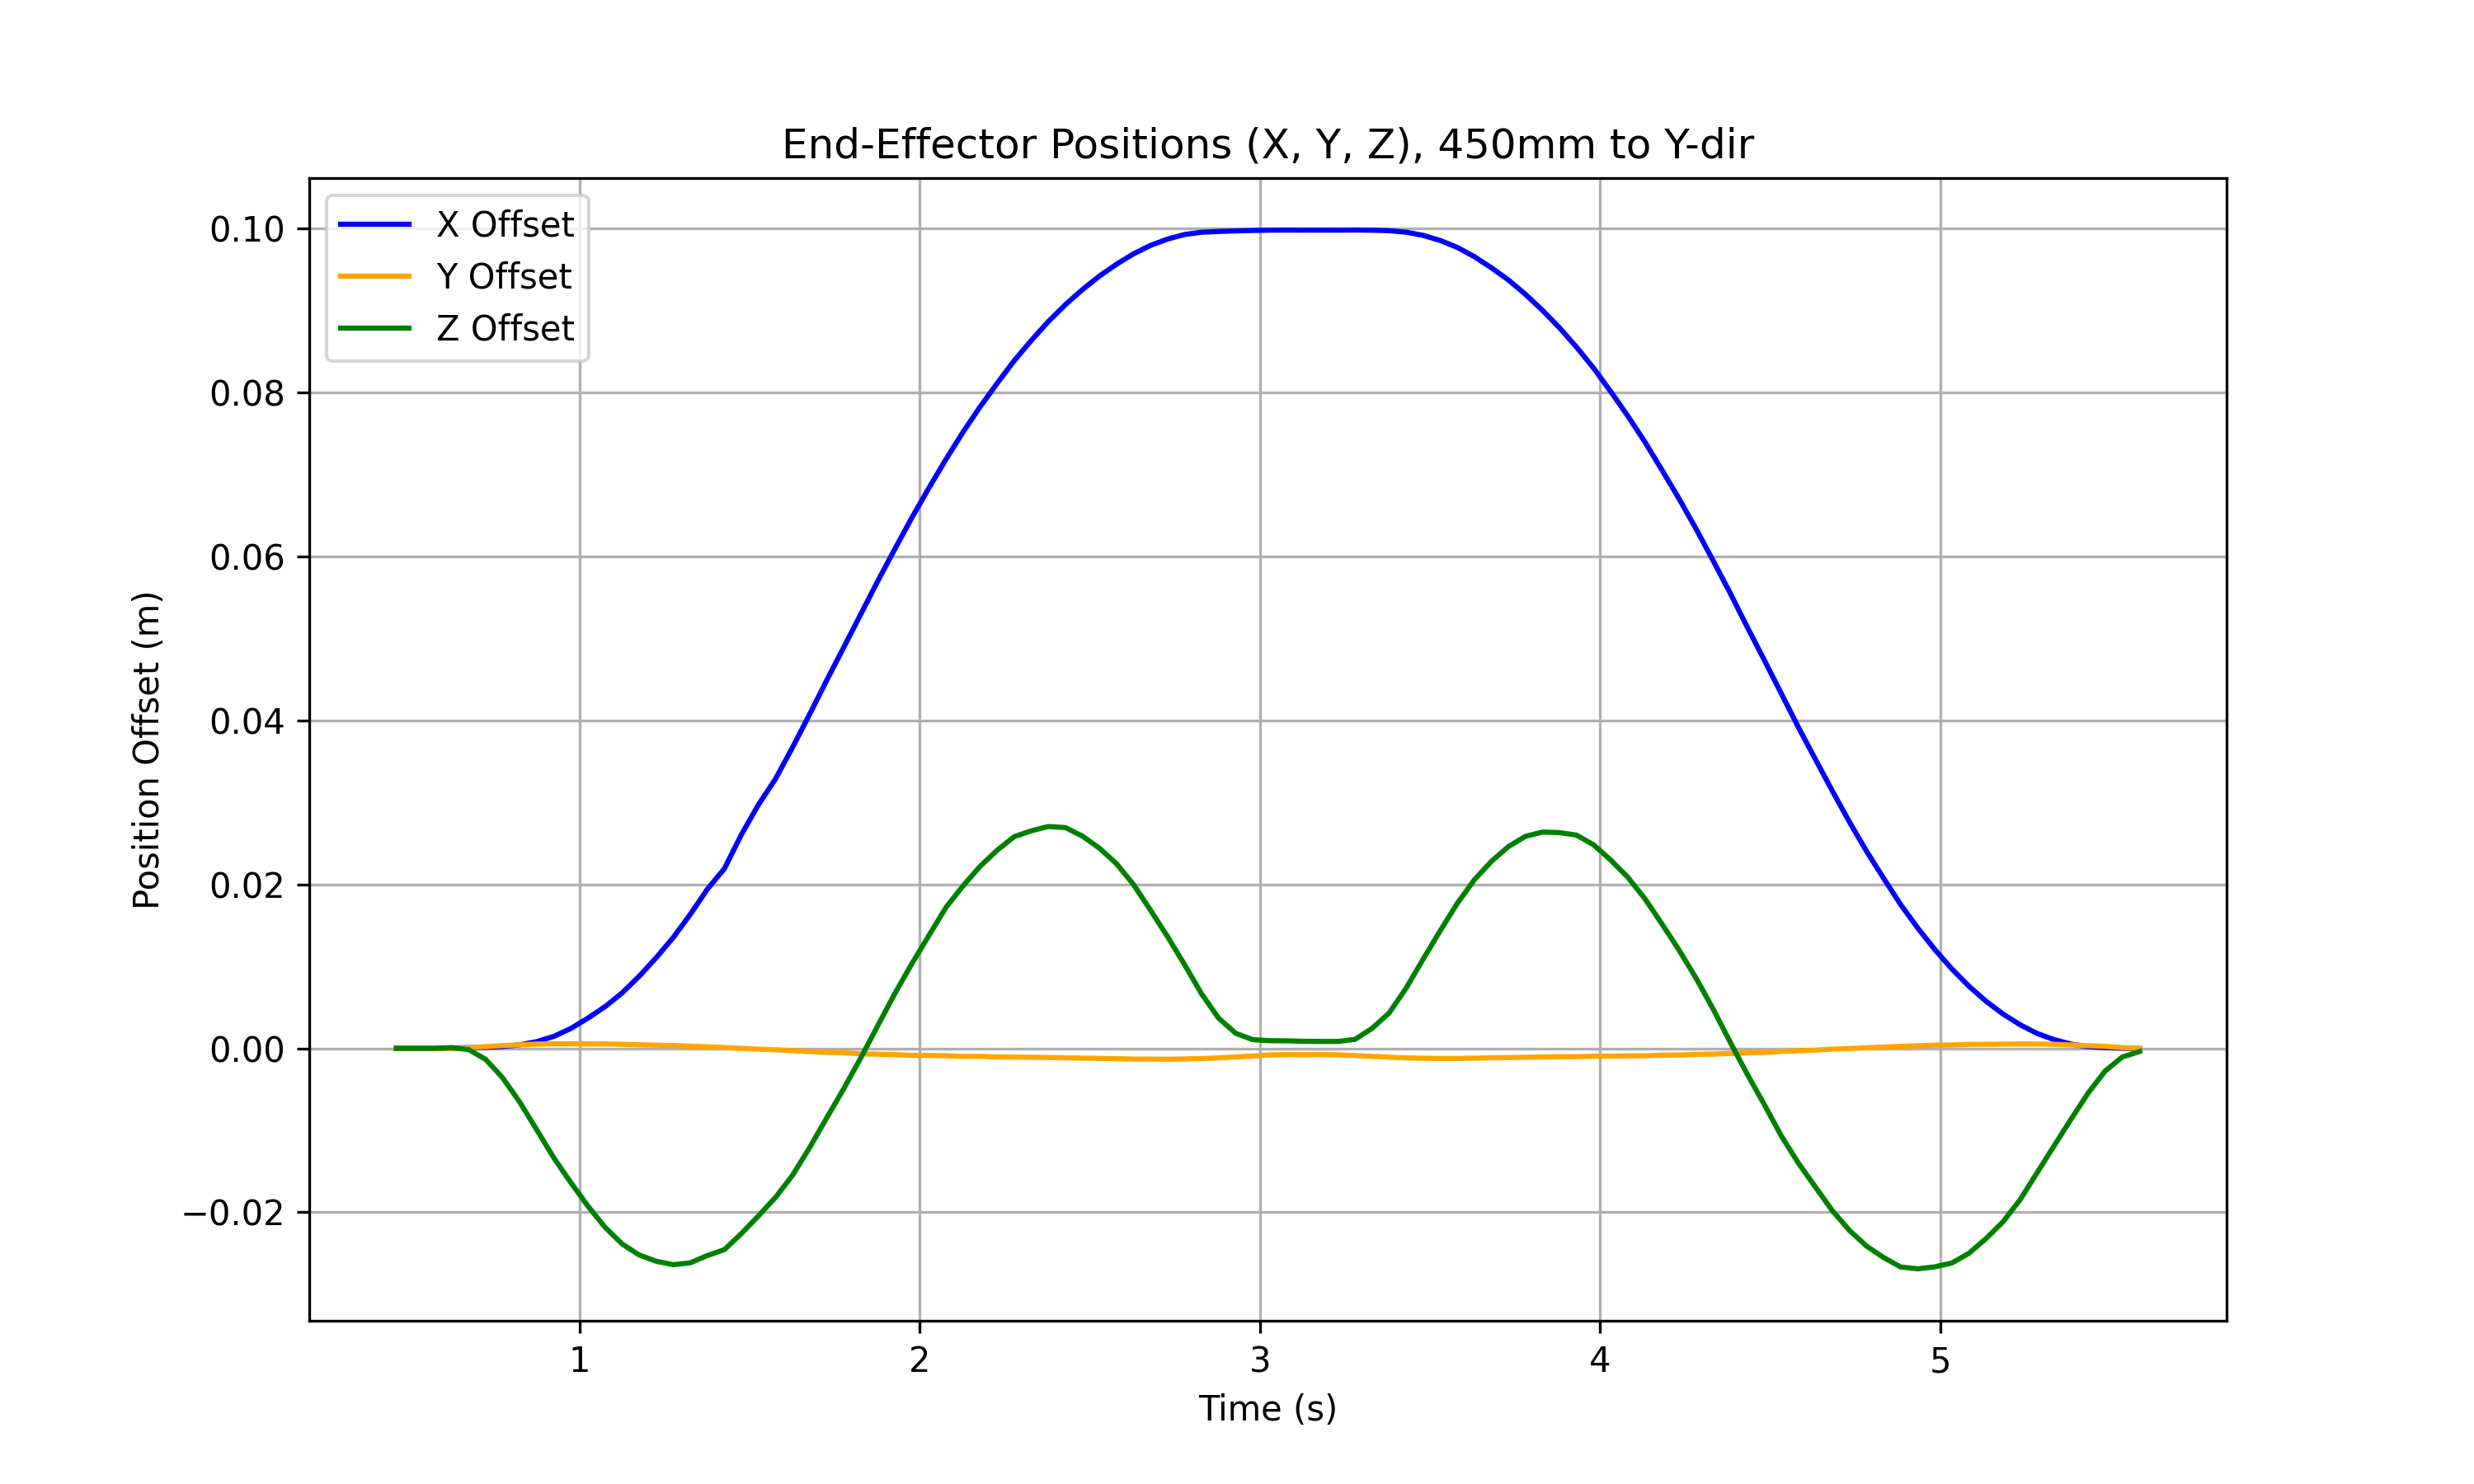 End-Effector Positions (X, Y, Z), 450mm to Y-dir
X Offset
Y Offset
Z Offset
0.10
0.08
0.06
0.04
0.02
0.00
−0.02
Position Offset (m)
1 2 3 4 5
Time (s)